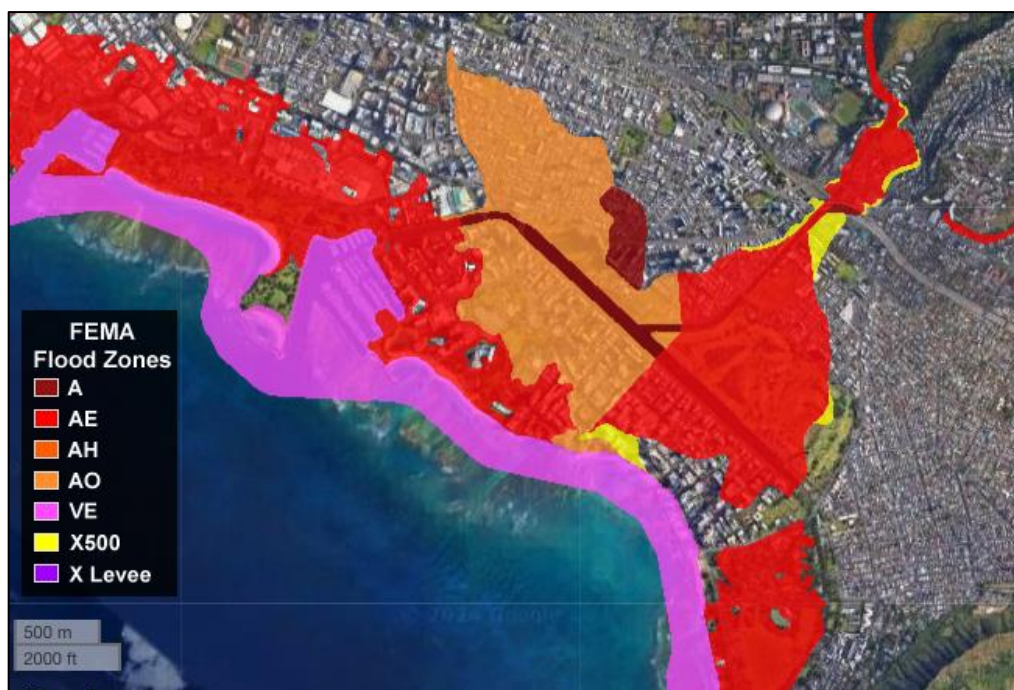 FEMA
Flood Zones
A
AE
AH
AO
VE
X500
X Levee
500 m
2000 ft